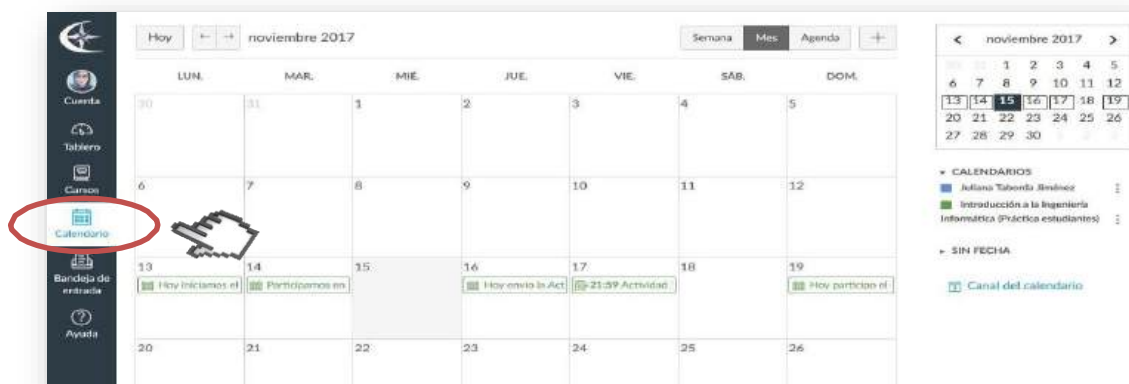 Cuenta
Tablero
Cursos
Calendario
Bandeja de
entrada
Ayuda
Hoy ← → noviembre 2017 Semana Mes Agenda +
LUN. MAR. MIÉ. JUE. VIE. SÁB. DOM.
30 31 1 2 3 4 5
6 7 8 9 10 11 12
13 14 15 16 17 18 19
Hoy iniciamos el Participamos en Hoy envío la Act 21:59 Actividad Hoy participo el
20 21 22 23 24 25 26
< noviembre 2017 >
30 31 1 2 3 4 5
6 7 8 9 10 11 12
13 14 15 16 17 18 19
20 21 22 23 24 25 26
27 28 29 30
CALENDARIOS
Juliana Taborda Jiménez
Introducción a la Ingeniería
Informática (Práctica estudiantes)
SIN FECHA
Canal del calendario